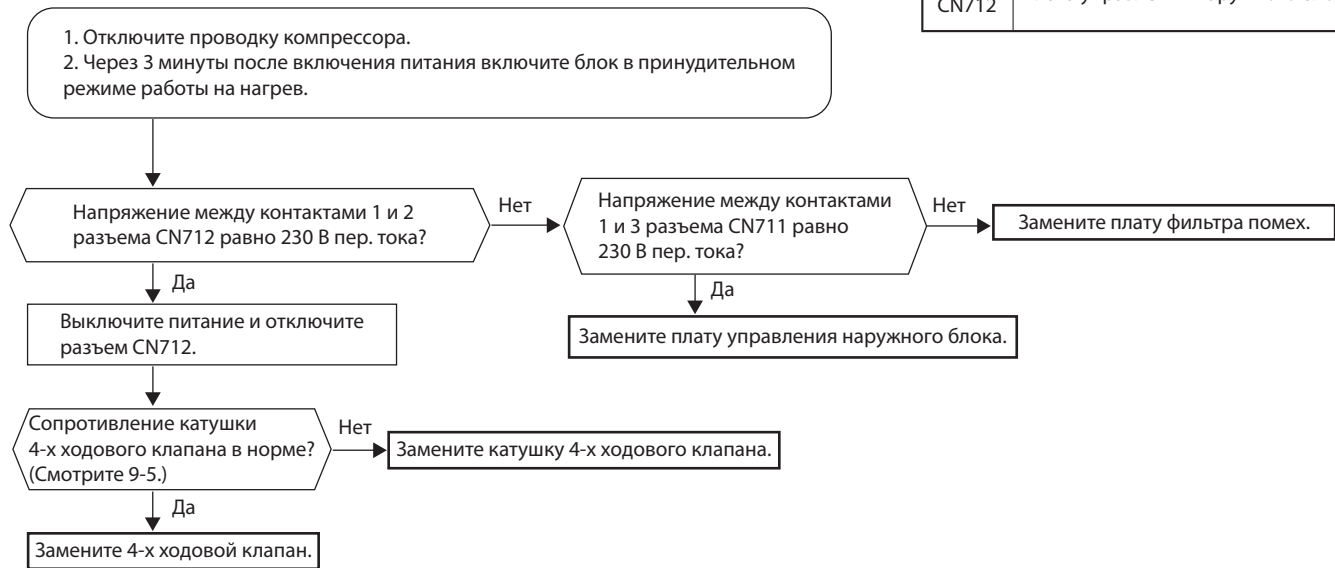 CN712
1. Отключите проводку компрессора.
2. Через 3 минуты после включения питания включите блок в принудительном
режиме работы на нагрев.
Напряжение между контактами 1 и 2
разъема CN712 равно 230 В пер. тока?
Нет
Напряжение между контактами
1 и 3 разъема CN711 равно
230 В пер. тока?
Нет
Замените плату фильтра помех.
Да
Да
Выключите питание и отключите
разъем CN712.
Замените плату управления наружного блока.
Сопротивление катушки
4-х ходового клапана в норме?
(Смотрите 9-5.)
Нет
Замените катушку 4-х ходового клапана.
Да
Замените 4-х ходовой клапан.